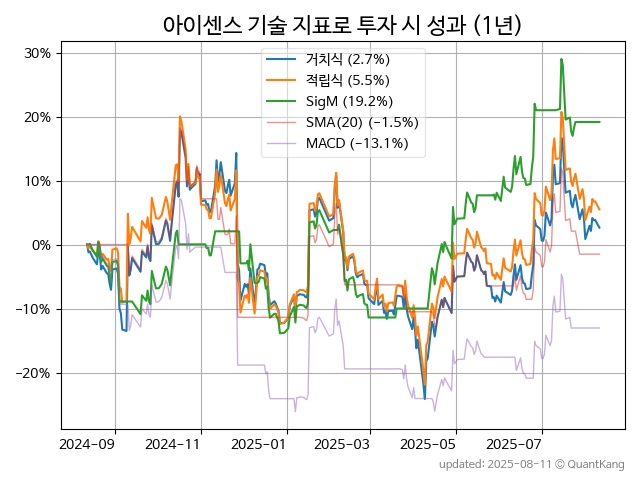 아이센스 기술 지표로 투자 시 성과 (1년)
거치식 (2.7%)
적립식 (5.5%)
SigM (19.2%)
SMA(20) (−1.5%)
MACD (−13.1%)
30%
20%
10%
0%
−10%
−20%
2024−09 2024−11 2025−01 2025−03 2025−05 2025−07
updated: 2025−08−11 © QuantKang